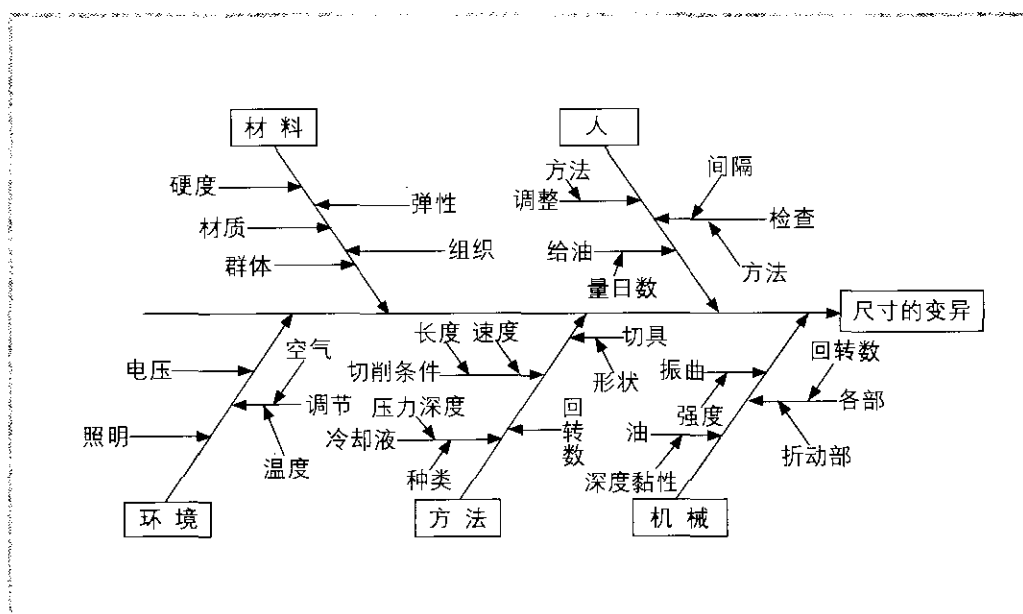 材料
人
硬度
弹性
材质
组织
群体
方法
调整
间隔
检查
给油
方法
量日数
尺寸的变异
电压
空气
调节
照明
温度
长度
速度
切削条件
切具
形状
压力深度
冷却液
种类
回转数
振曲
强度
回转数
各部
油
折动部
深度黏性
环境
方法
机械